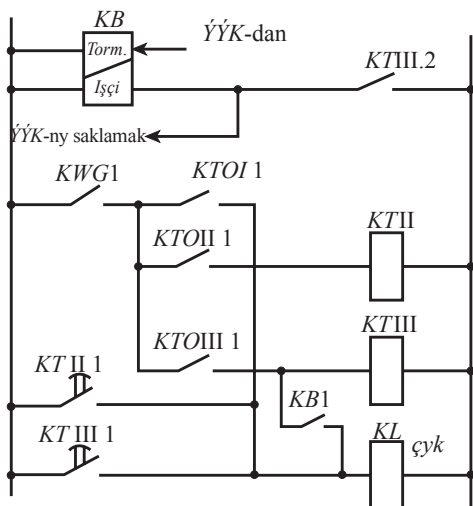 KB
Torm.
ÝÝK-dan
Işçi
KTIII.2
ÝÝK-ny saklamak
KWG1
KTOI 1
KTOII 1
KTII
KTOIII 1
KTIII
KT II 1
KB1
KT III 1
KL çyk